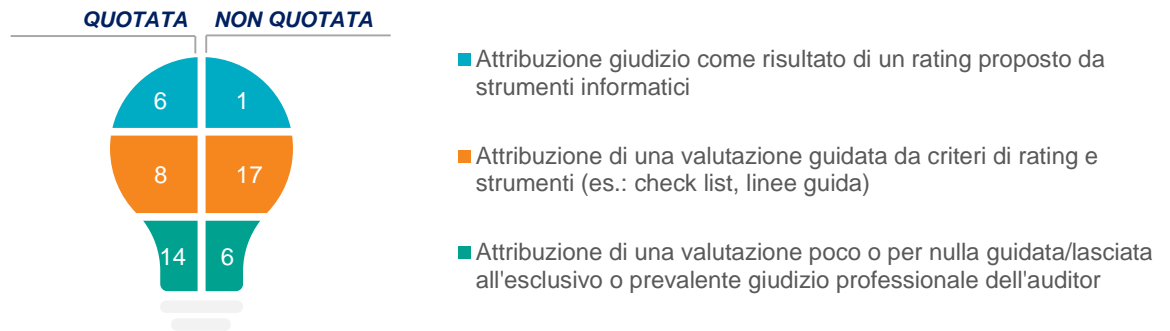 QUOTATA NON QUOTATA
6 1
8 17
14 6
Attribuzione giudizio come risultato di un rating proposto da
strumenti informatici
Attribuzione di una valutazione guidata da criteri di rating e
strumenti (es.: check list, linee guida)
Attribuzione di una valutazione poco o per nulla guidata/lasciata
all'esclusivo o prevalente giudizio professionale dell'auditor